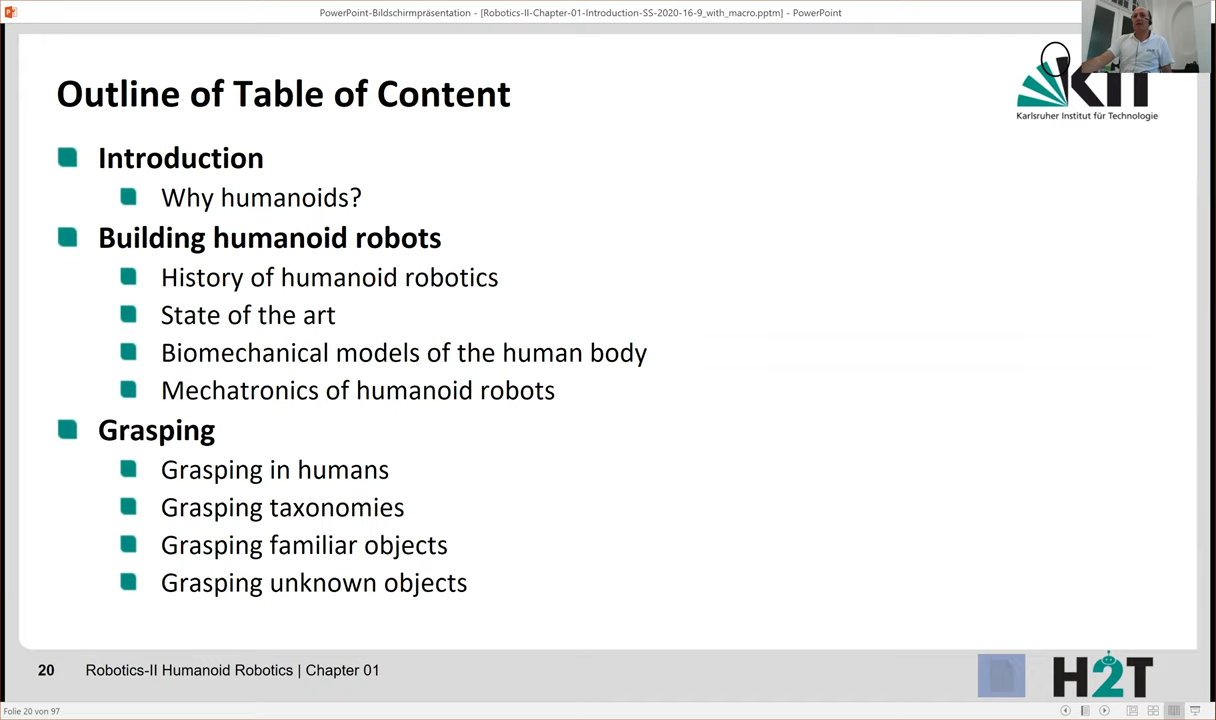 PowerPoint-Bildschirmpräsentation - [Robotics-II-Chapter-01-Introduction-SS-2020-16-9_with_macro.pptm] - PowerPoint
Outline of Table of Content
KIT
Karlsruher Institut für Technologie
Introduction
Why humanoids?
Building humanoid robots
History of humanoid robotics
State of the art
Biomechanical models of the human body
Mechatronics of humanoid robots
Grasping
Grasping in humans
Grasping taxonomies
Grasping familiar objects
Grasping unknown objects
20 Robotics-II Humanoid Robotics | Chapter 01
H2T
Folie 20 von 97